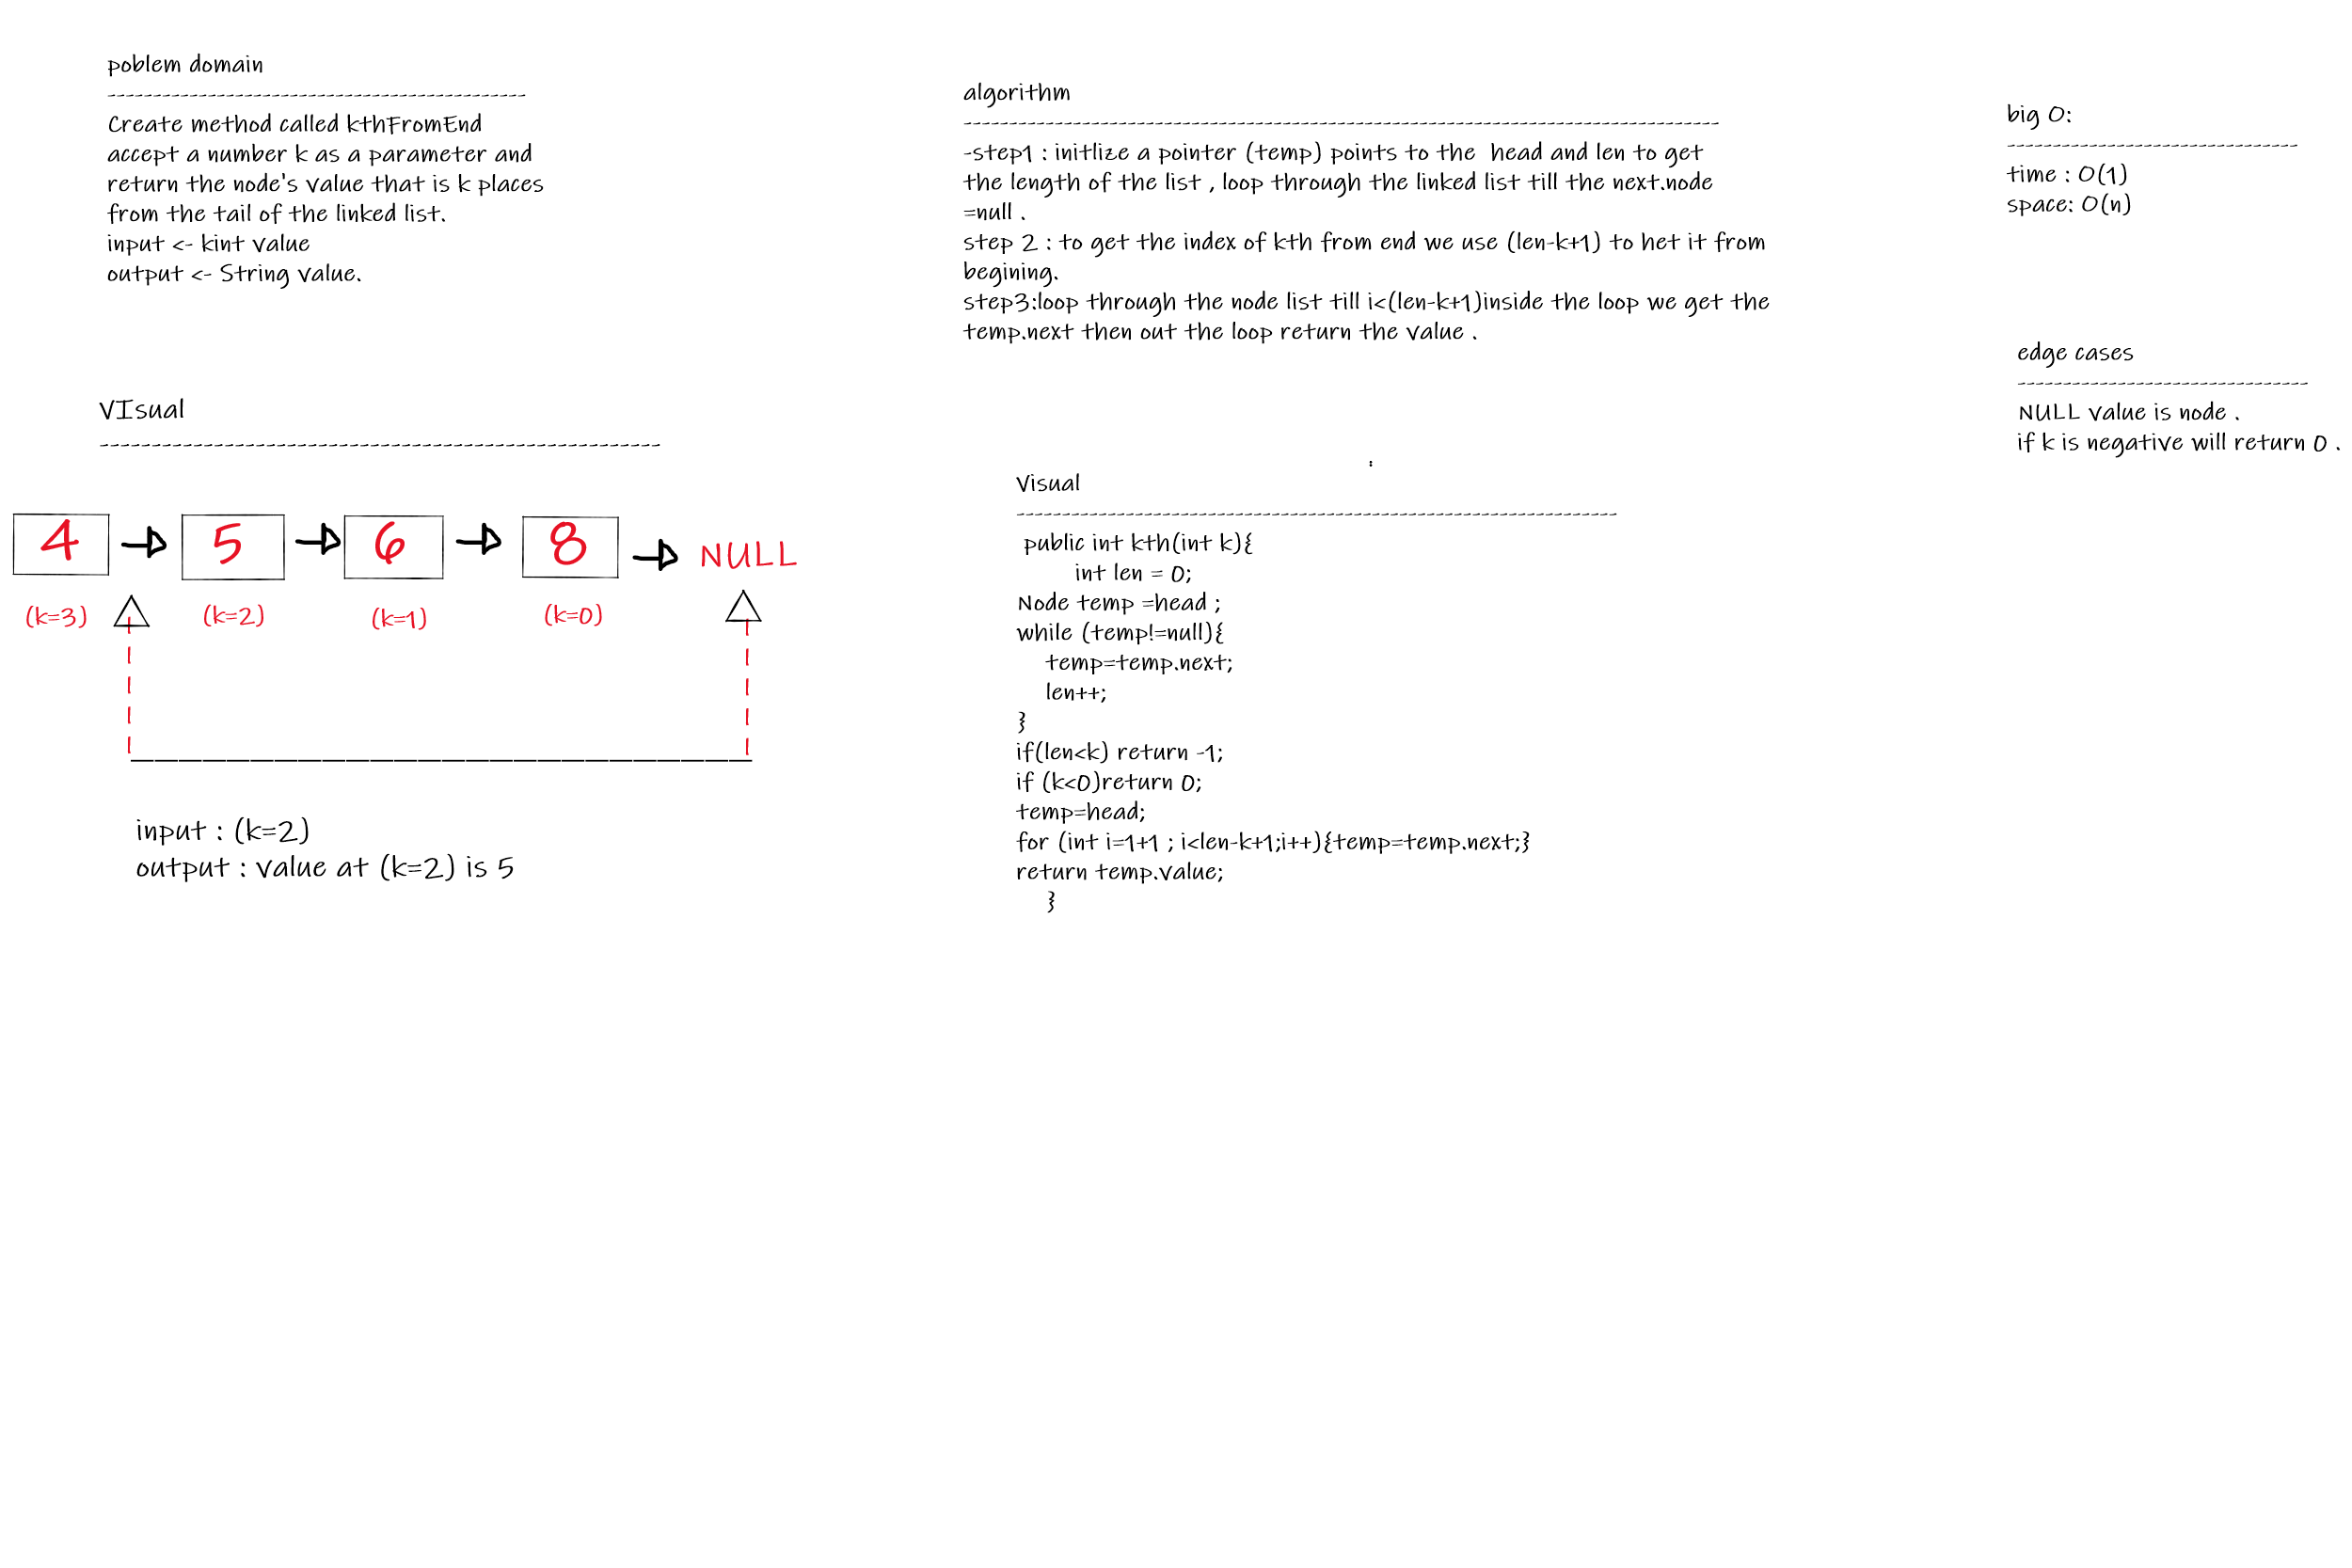 poblem domain
--------------------------------------------
Create method called kthFromEnd
accept a number k as a parameter and
return the node's value that is k places
from the tail of the linked list.
input <- kint value
output <- String value.
VIsual
--------------------------------------------------------
4
5
6
8
NULL
(k=3)
(k=2)
(k=1)
(k=0)
input : (k=2)
output : value at (k=2) is 5
algorithm
--------------------------------------------------------------------------------
-step1 : initlize a pointer (temp) points to the head and len to get
the length of the list , loop through the linked list till the next.node
=null .
step 2 : to get the index of kth from end we use (len-k+1) to het it from
begining.
step3:loop through the node list till i<(len-k+1)inside the loop we get the
temp.next then out the loop return the value .
:
Visual
----------------------------------------------------------------
public int kth(int k){
int len = 0;
Node temp =head ;
while (temp!=null){
temp=temp.next;
len++;
}
if(len<k) return -1;
if (k<0)return 0;
temp=head;
for (int i=1+1 ; i<len-k+1;i++){temp=temp.next;}
return temp.value;
}
big O:
--------------------------------
time : O(1)
space: O(n)
edge cases
--------------------------------
NULL value is node .
if k is negative will return 0 .